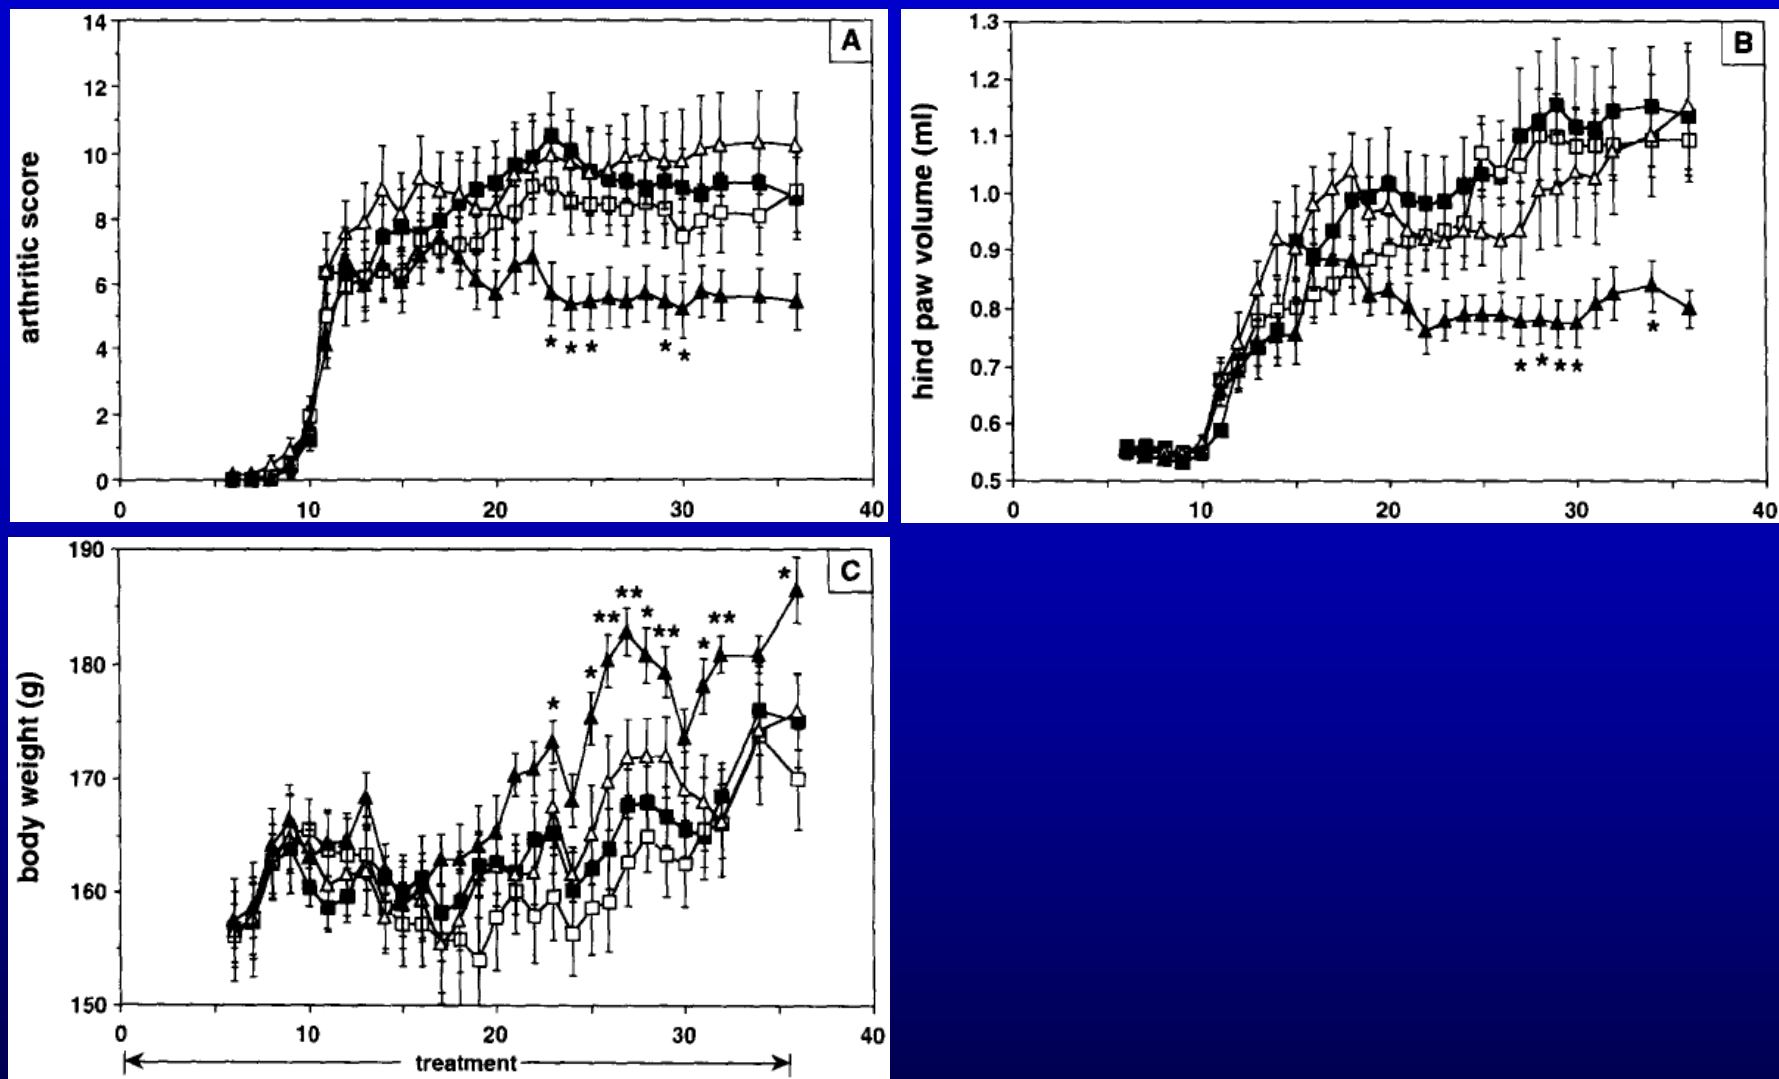 A
arthritic score
14
12
10
8
6
4
2
0
0 10 20 30 40
* * * * *
B
hind paw volume (ml)
1.3
1.2
1.1
1.0
0.9
0.8
0.7
0.6
0.5
0 10 20 30 40
* * * * *
C
body weight (g)
190
180
170
160
150
* * ** ** * ** * ** *
0 10 20 30 40
treatment